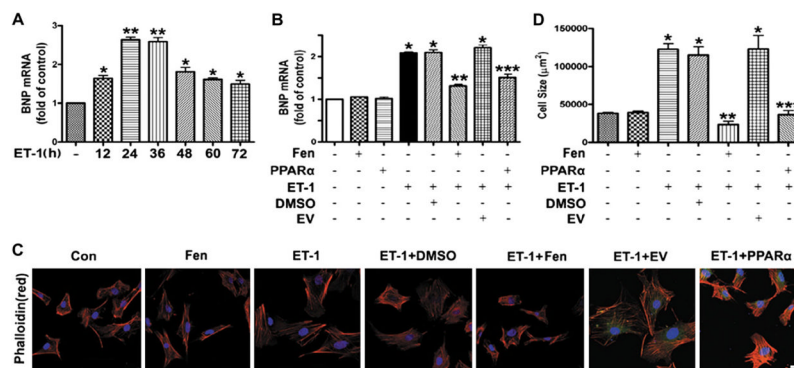 A
BNP mRNA
(fold of control)
3
2
1
0
* ** ** * * *
ET-1(h) - 12 24 36 48 60 72
B
BNP mRNA
(fold of control)
2
1
0
* * ** * ***
Fen - + - - - + - -
PPARα - - + - - - - +
ET-1 - - - + + + + +
DMSO - - - - + - - -
EV - - - - - - + -
D
Cell Size (µm²)
150000
100000
50000
0
* * ** * ***
Fen - + - - + - -
PPARα - - - - - - +
ET-1 - - + + + + +
DMSO - - - + - - -
EV - - - - - + -
C
Con Fen ET-1 ET-1+DMSO ET-1+Fen ET-1+EV ET-1+PPARα
Phalloidin(red)